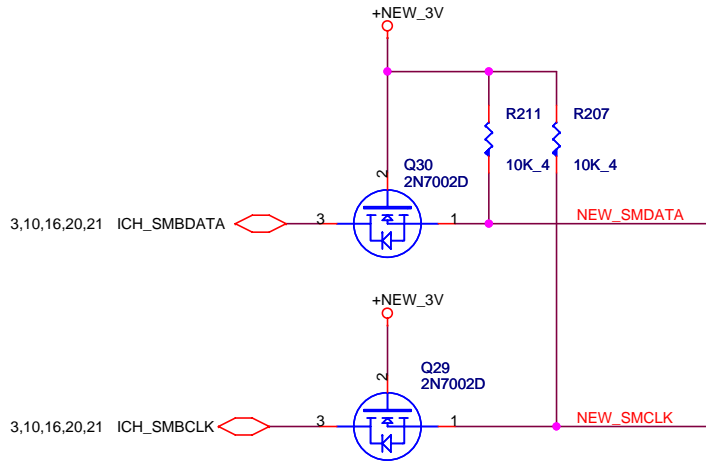 +NEW_3V
R211
R207
10K_4
10K_4
Q30
2N7002D
2
3,10,16,20,21 ICH_SMBDATA
3
1
NEW_SMDATA
+NEW_3V
Q29
2N7002D
2
3,10,16,20,21 ICH_SMBCLK
3
1
NEW_SMCLK